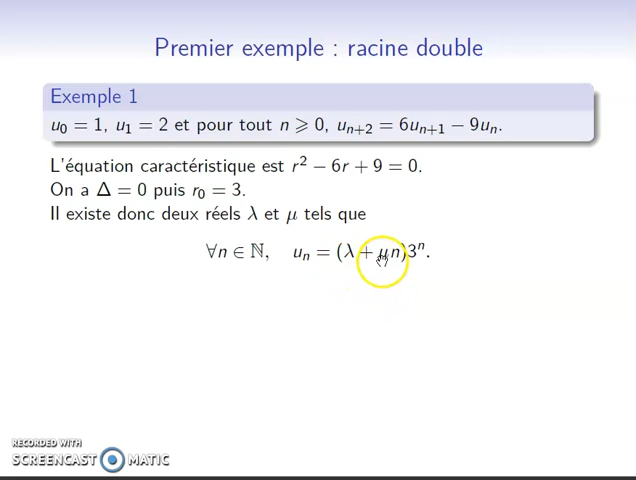 Premier exemple : racine double
Exemple 1
u₀ = 1, u₁ = 2 et pour tout n ⩾ 0, uₙ₊₂ = 6uₙ₊₁ − 9uₙ.
L'équation caractéristique est r² − 6r + 9 = 0.
On a Δ = 0 puis r₀ = 3.
Il existe donc deux réels λ et μ tels que
∀n ∈ ℕ, uₙ = (λ + μn)3ⁿ.
RECORDED WITH
SCREENCAST MATIC